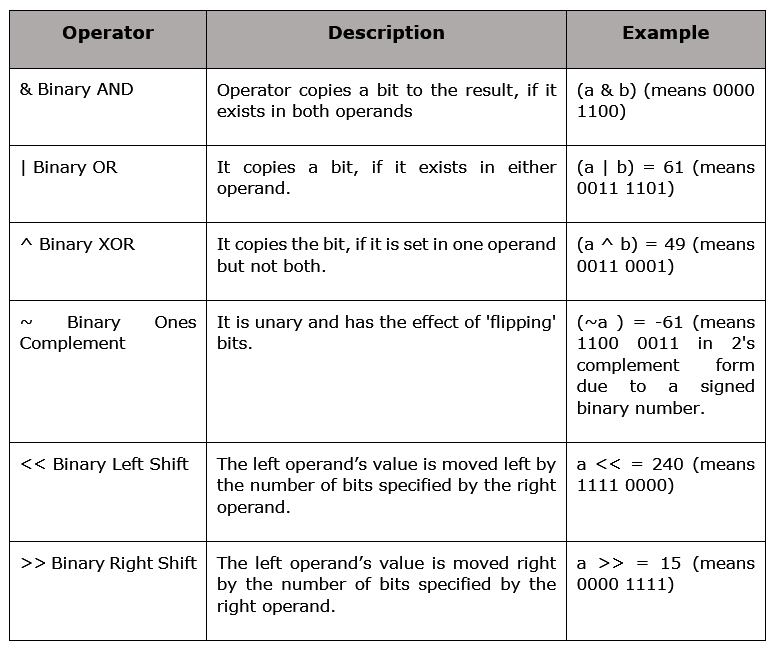 Operator Description Example
& Binary AND
Operator copies a bit to the result, if it
exists in both operands
(a & b) (means 0000
1100)
| Binary OR
It copies a bit, if it exists in either
operand.
(a | b) = 61 (means
0011 1101)
^ Binary XOR
It copies the bit, if it is set in one operand
but not both.
(a ^ b) = 49 (means
0011 0001)
~ Binary Ones
Complement
It is unary and has the effect of 'flipping'
bits.
(~a ) = -61 (means
1100 0011 in 2's
complement form
due to a signed
binary number.
<< Binary Left Shift
The left operand’s value is moved left by
the number of bits specified by the right
operand.
a << = 240 (means
1111 0000)
>> Binary Right Shift
The left operand’s value is moved right
by the number of bits specified by the
right operand.
a >> = 15 (means
0000 1111)